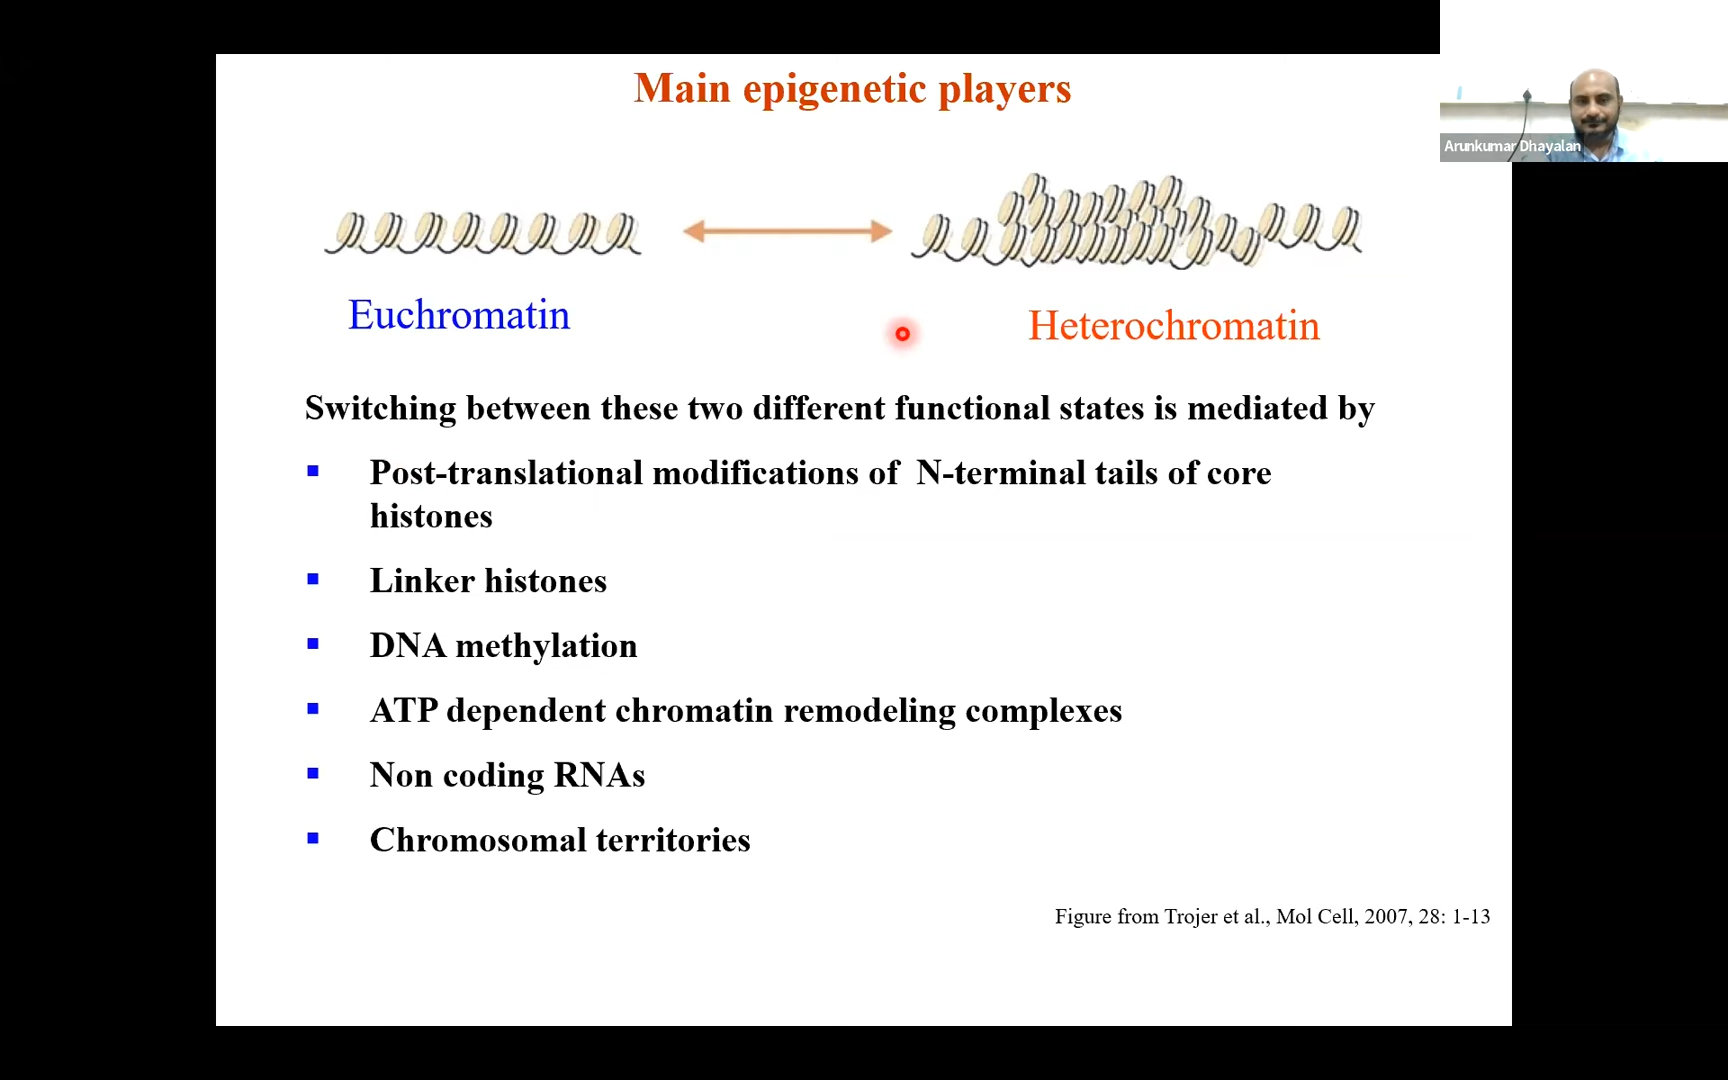 Main epigenetic players
Arunkumar Dhayalan
Euchromatin
Heterochromatin
Switching between these two different functional states is mediated by
▪ Post-translational modifications of N-terminal tails of core
histones
▪ Linker histones
▪ DNA methylation
▪ ATP dependent chromatin remodeling complexes
▪ Non coding RNAs
▪ Chromosomal territories
Figure from Trojer et al., Mol Cell, 2007, 28: 1-13